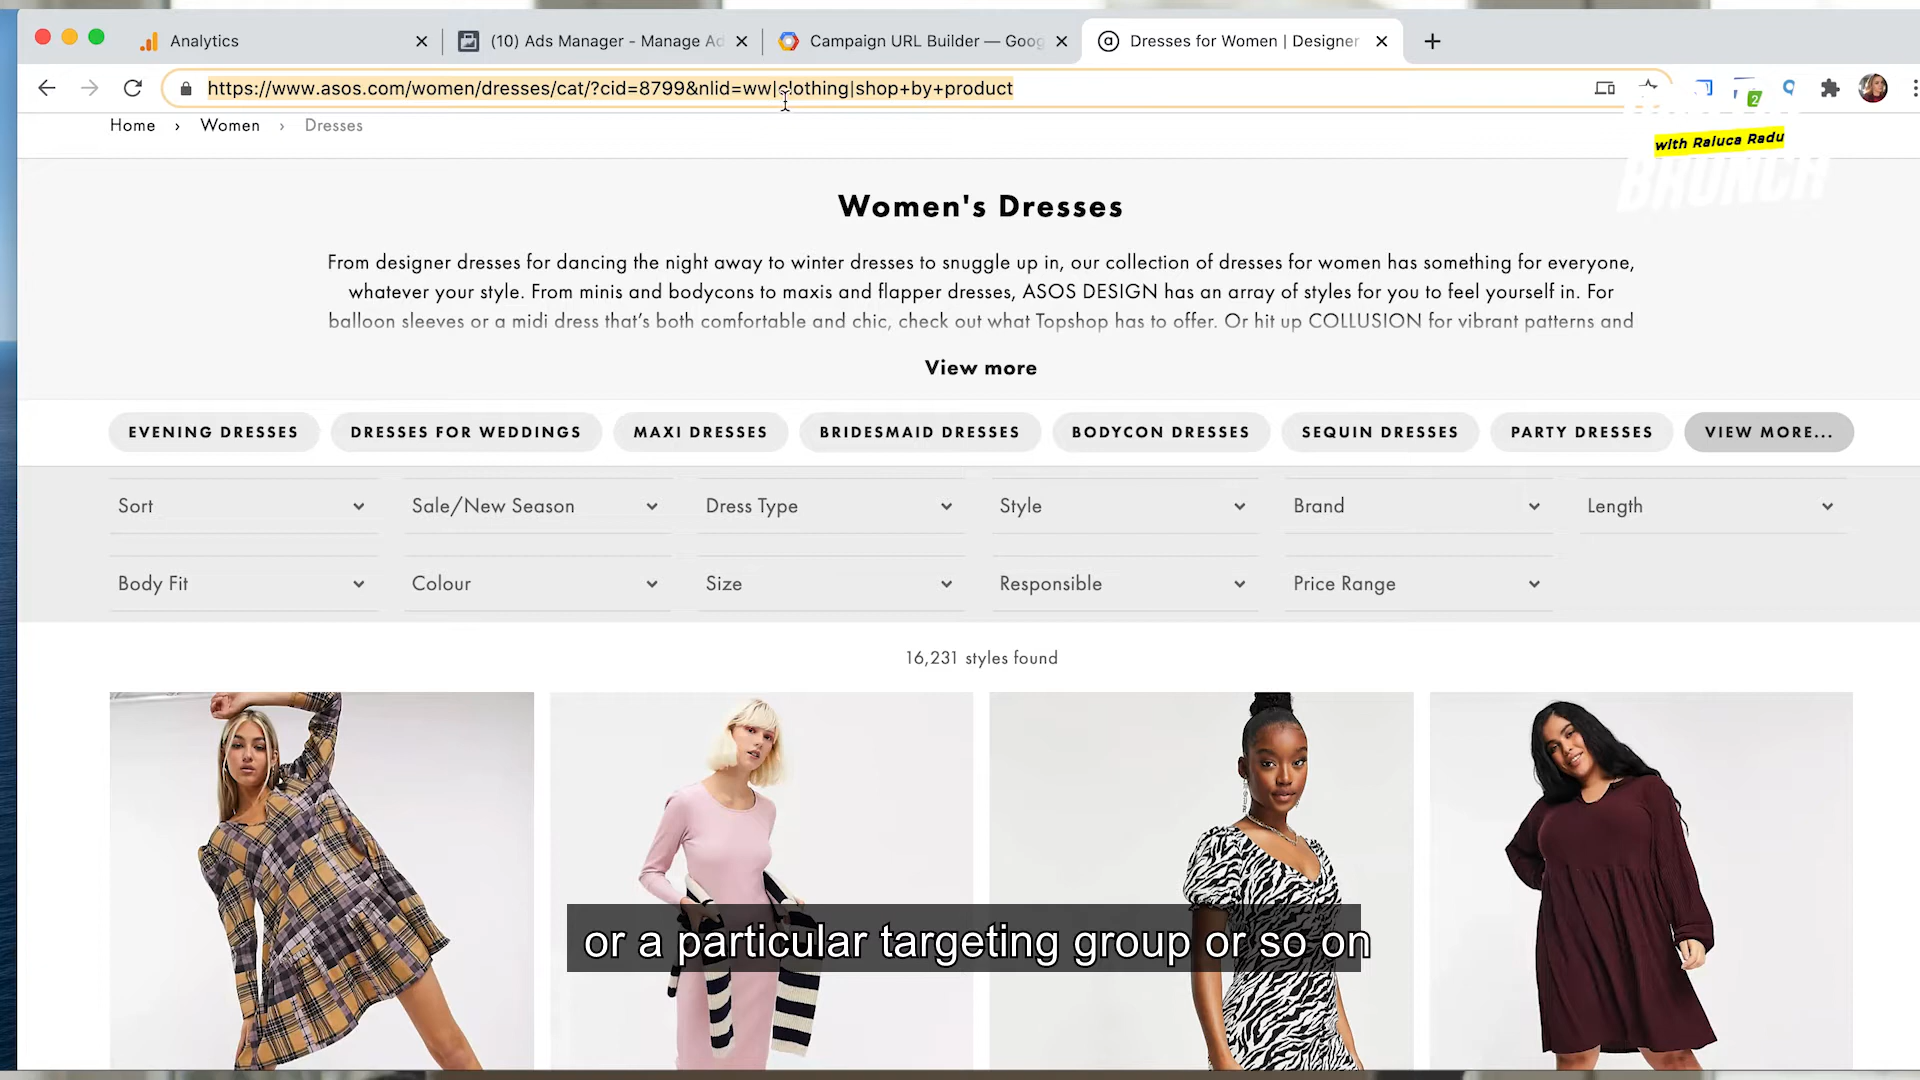 Analytics
(10) Ads Manager - Manage Ad
Campaign URL Builder — Goog
Dresses for Women | Designer
https://www.asos.com/women/dresses/cat/?cid=8799&nlid=ww|clothing|shop+by+product
2
with Raluca Radu
BRUNCH
Home › Women › Dresses
Women's Dresses
From designer dresses for dancing the night away to winter dresses to snuggle up in, our collection of dresses for women has something for everyone,
whatever your style. From minis and bodycons to maxis and flapper dresses, ASOS DESIGN has an array of styles for you to feel yourself in. For
balloon sleeves or a midi dress that's both comfortable and chic, check out what Topshop has to offer. Or hit up COLLUSION for vibrant patterns and
View more
EVENING DRESSES DRESSES FOR WEDDINGS MAXI DRESSES BRIDESMAID DRESSES BODYCON DRESSES SEQUIN DRESSES PARTY DRESSES VIEW MORE...
Sort Sale/New Season Dress Type Style Brand Length
Body Fit Colour Size Responsible Price Range
16,231 styles found
or a particular targeting group or so on